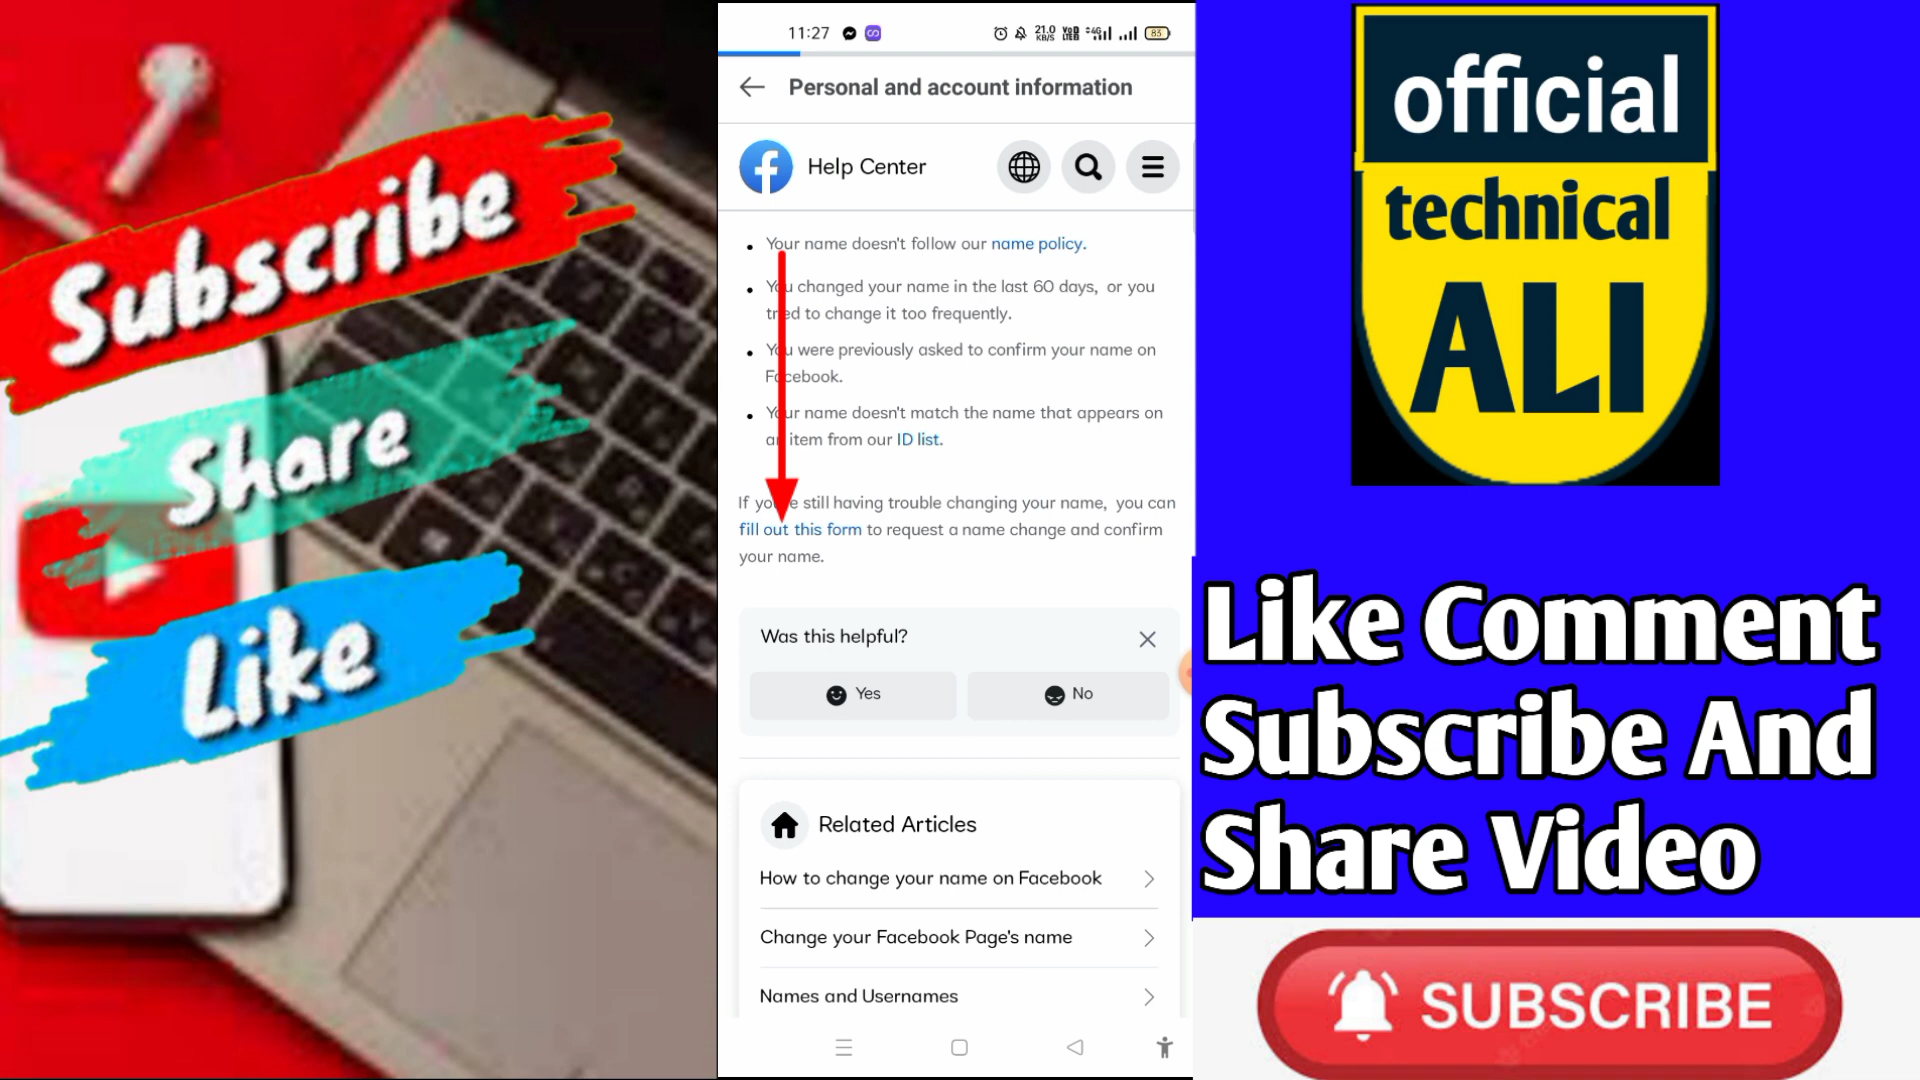 Subscribe
Share
Like
11:27
21.0
KB/S
4G
83
Personal and account information
Help Center
Your name doesn't follow our name policy.
You changed your name in the last 60 days, or you
tried to change it too frequently.
You were previously asked to confirm your name on
Facebook.
Your name doesn't match the name that appears on
an item from our ID list.
If you're still having trouble changing your name, you can
fill out this form to request a name change and confirm
your name.
Was this helpful?
Yes
No
Related Articles
How to change your name on Facebook
Change your Facebook Page's name
Names and Usernames
official
technical
ALI
Like Comment
Subscribe And
Share Video
SUBSCRIBE